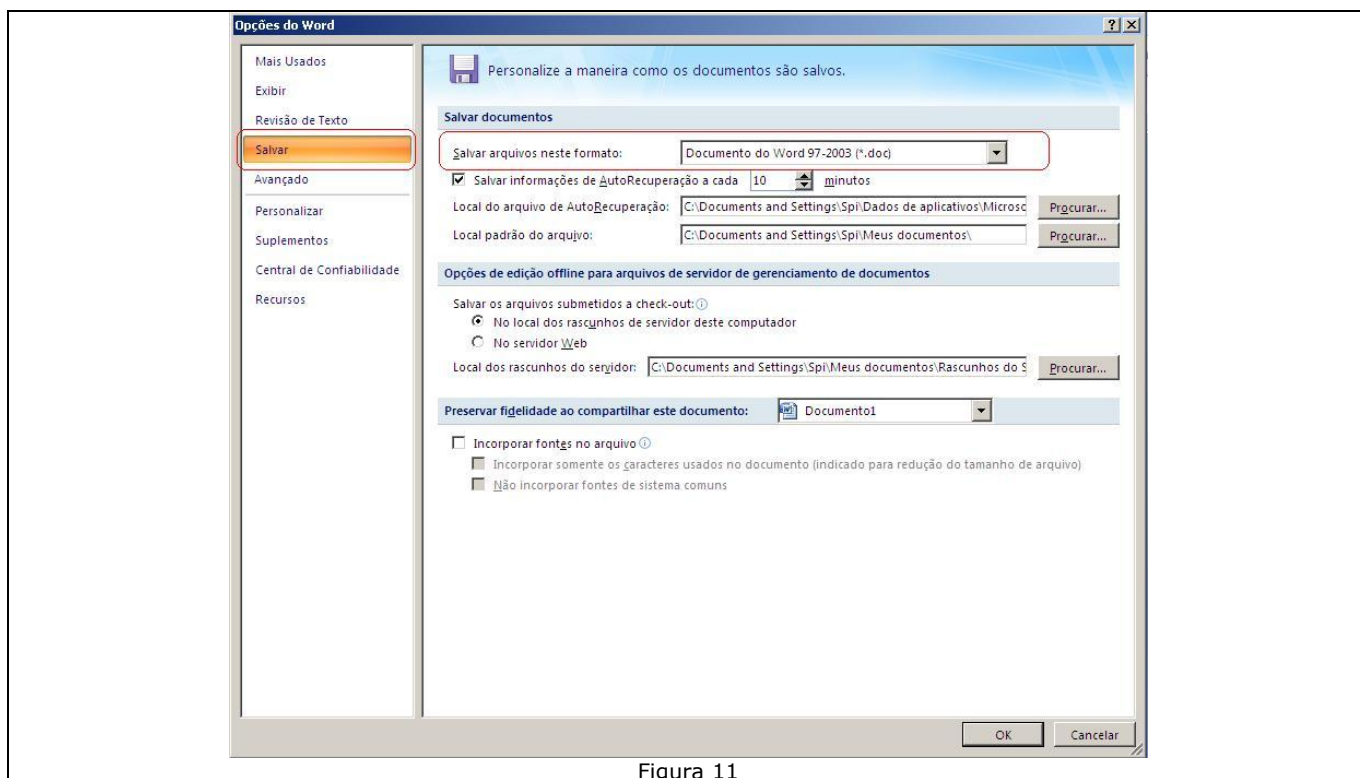 Opções do Word
Mais Usados
Exibir
Revisão de Texto
Salvar
Avançado
Personalizar
Suplementos
Central de Confiabilidade
Recursos
Personalize a maneira como os documentos são salvos.
Salvar documentos
Salvar arquivos neste formato: Documento do Word 97-2003 (*.doc)
Salvar informações de AutoRecuperação a cada 10 minutos
Local do arquivo de AutoRecuperação: C:\Documents and Settings\Spi\Dados de aplicativos\Microsc Procurar...
Local padrão do arquivo: C:\Documents and Settings\Spi\Meus documentos\ Procurar...
Opções de edição offline para arquivos de servidor de gerenciamento de documentos
Salvar os arquivos submetidos a check-out:
No local dos rascunhos de servidor deste computador
No servidor Web
Local dos rascunhos do servidor: C:\Documents and Settings\Spi\Meus documentos\Rascunhos do S Procurar...
Preservar fidelidade ao compartilhar este documento: Documento1
Incorporar fontes no arquivo
Incorporar somente os caracteres usados no documento (indicado para redução do tamanho de arquivo)
Não incorporar fontes de sistema comuns
OK Cancelar
Figura 11